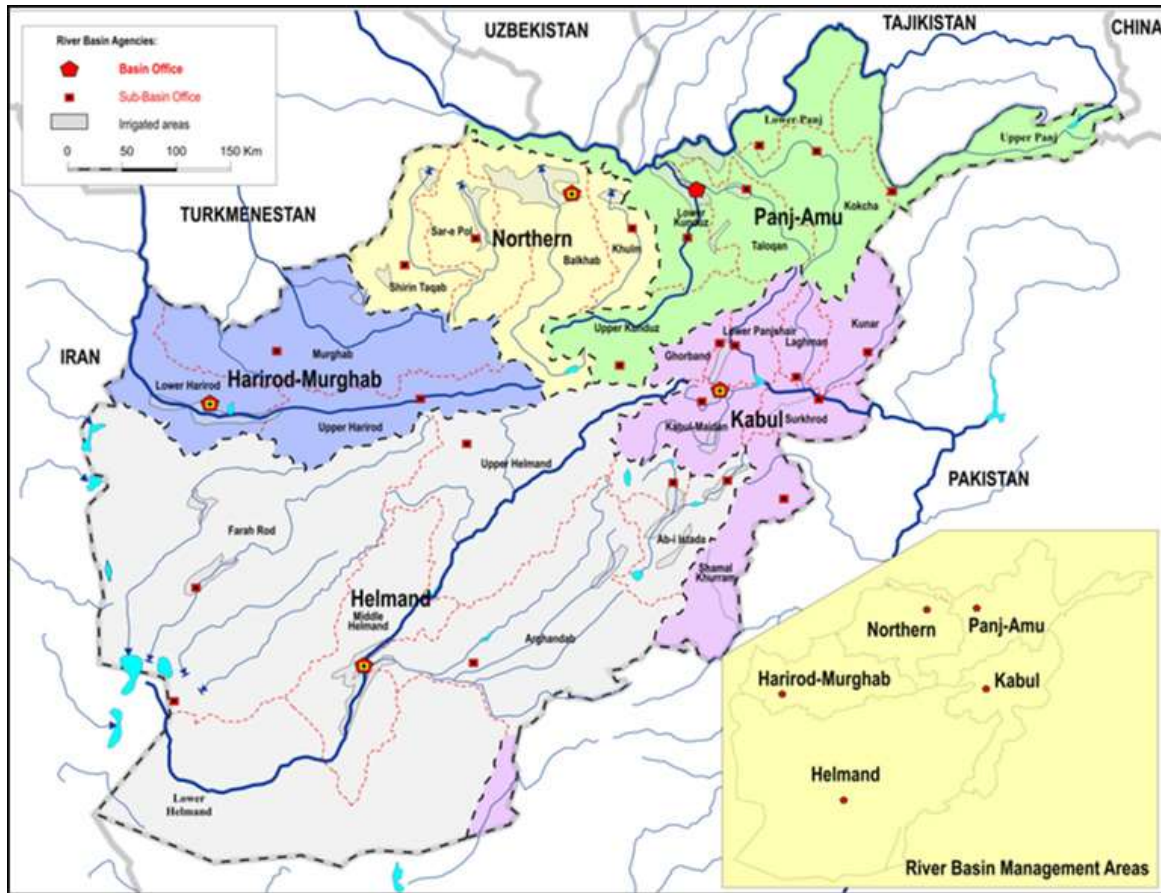 UZBEKISTAN
TAJIKISTAN
CHINA
River Basin Agencies:
Basin Office
Sub-Basin Office
Irrigated areas
0 50 100 150 Km
TURKMENESTAN
IRAN
PAKISTAN
Lower Panj
Upper Panj
Kokcha
Panj-Amu
Lower Kunduz
Taloqan
Sar-e Pol
Northern
Khulm
Balkhab
Shirin Taqab
Upper Kunduz
Lower Panjshair
Kunar
Ghorband
Laghman
Murghab
Lower Harirod
Harirod-Murghab
Upper Harirod
Kabul
Surkhrod
Kabul-Maidan
Upper Helmand
Farah Rod
Ab-i Istada
Shamal
Khurram
Helmand
Middle
Helmand
Arghandab
Lower
Helmand
Northern
Panj-Amu
Harirod-Murghab
Kabul
Helmand
River Basin Management Areas